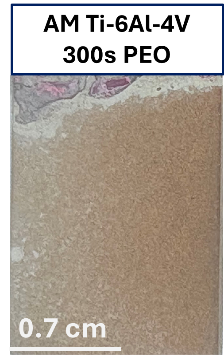 AM Ti-6Al-4V
300s PEO
0.7 cm